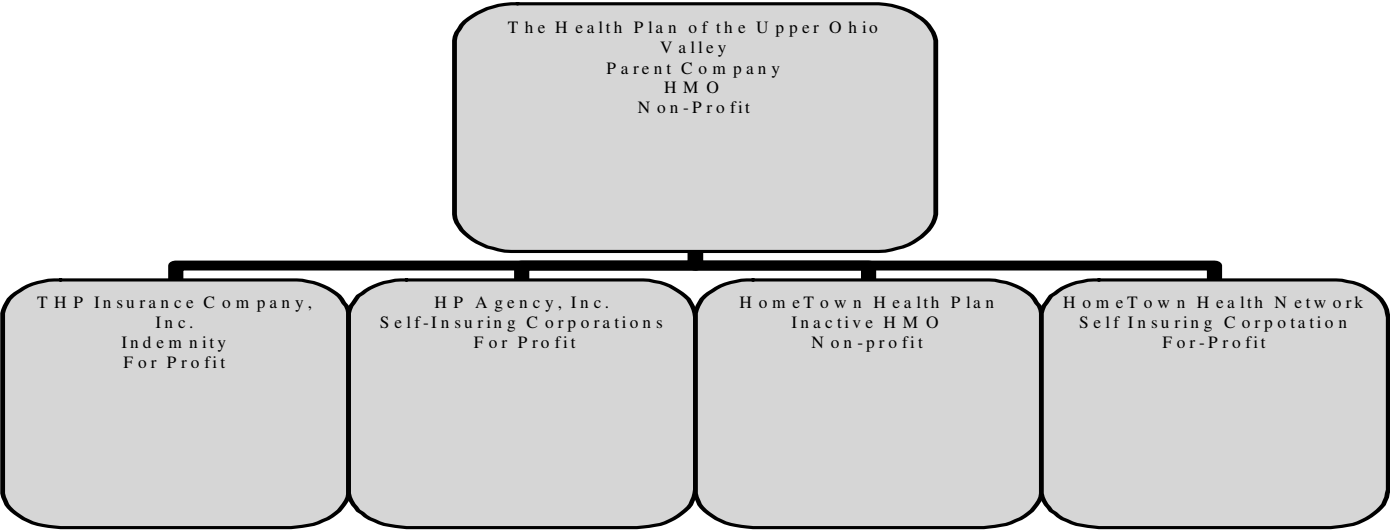 The Health Plan of the Upper Ohio
Valley
Parent Company
HMO
Non-Profit
THP Insurance Company,
Inc.
Indemnity
For Profit
HP Agency, Inc.
Self-Insuring Corporations
For Profit
HomeTown Health Plan
Inactive HMO
Non-profit
HomeTown Health Network
Self Insuring Corpotation
For-Profit